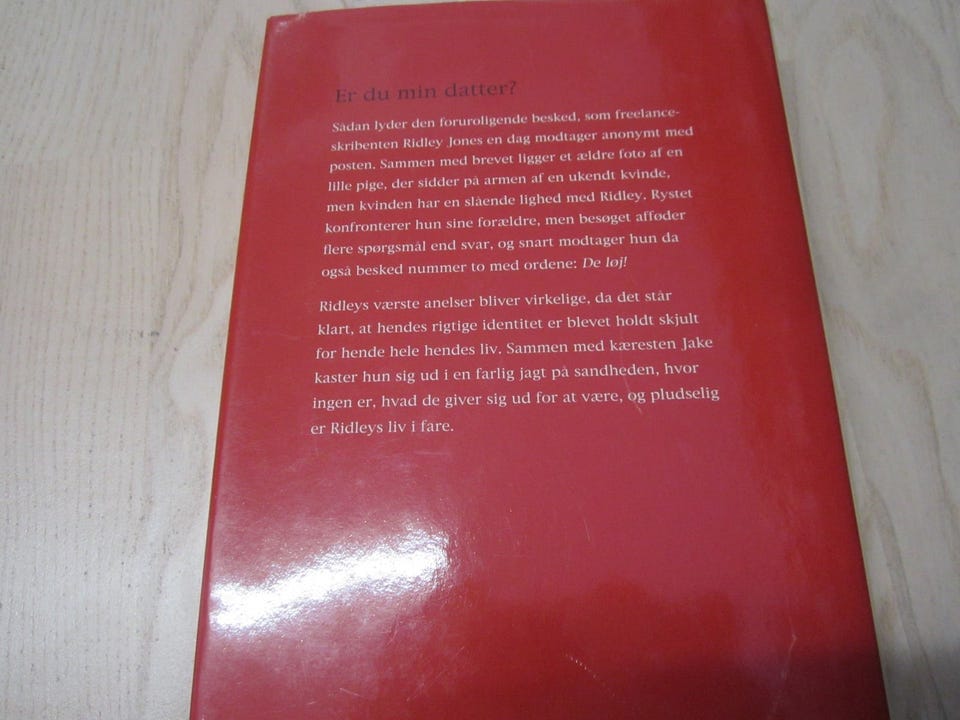 Er du min datter?
Sådan lyder den foruroligende besked, som freelance-
skribenten Ridley Jones en dag modtager anonymt med
posten. Sammen med brevet ligger et ældre foto af en
lille pige, der sidder på armen af en ukendt kvinde,
men kvinden har en slående lighed med Ridley. Rystet
konfronterer hun sine forældre, men besøget afføder
flere spørgsmål end svar, og snart modtager hun da
også besked nummer to med ordene: De løj!
Ridleys værste anelser bliver virkelige, da det står
klart, at hendes rigtige identitet er blevet holdt skjult
for hende hele hendes liv. Sammen med kæresten Jake
kaster hun sig ud i en farlig jagt på sandheden, hvor
ingen er, hvad de giver sig ud for at være, og pludselig
er Ridleys liv i fare.